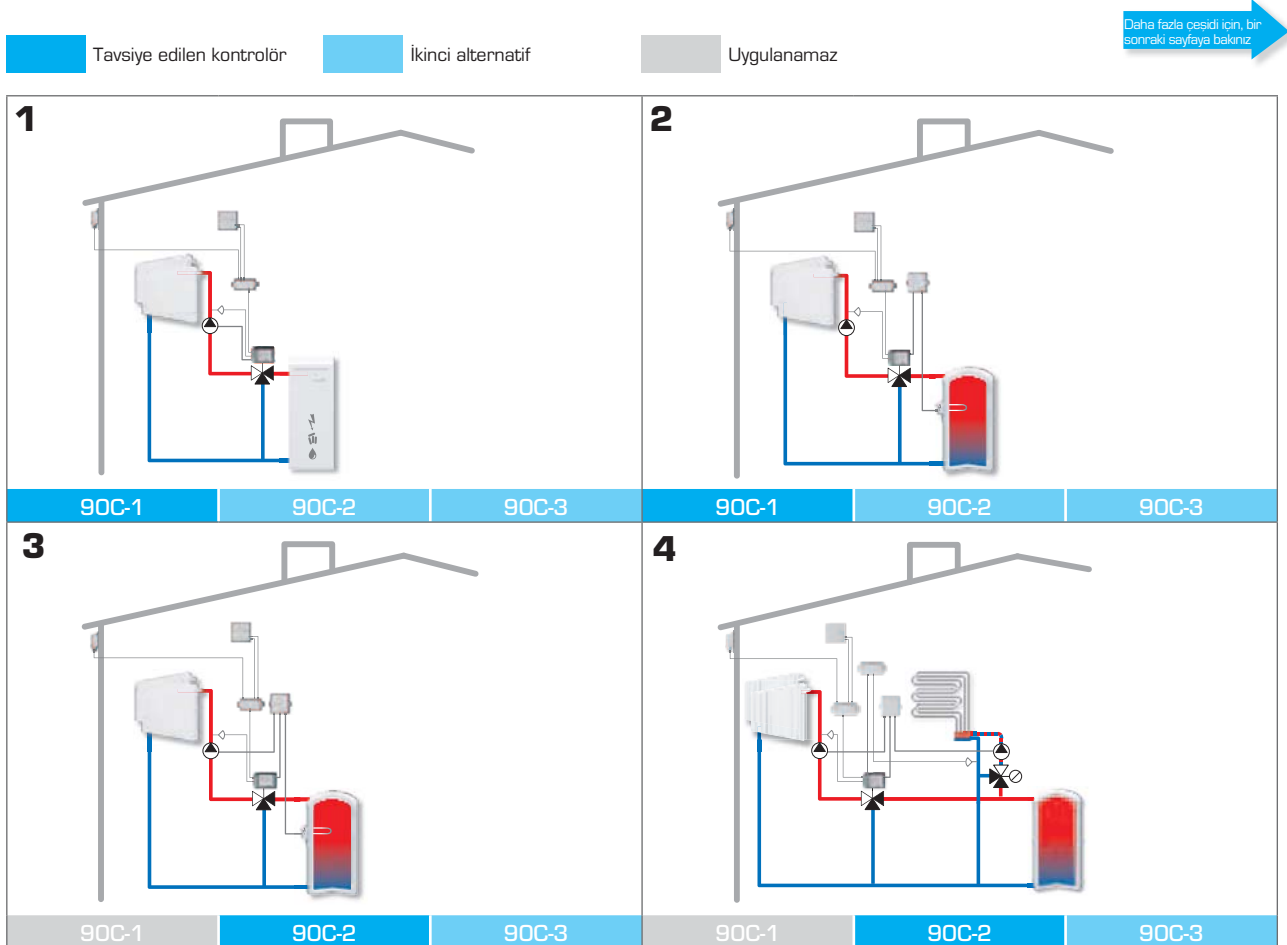 Daha fazla çeşidi için, bir
sonraki sayfaya bakınız
Tavsiye edilen kontrolör
İkinci alternatif
Uygulanamaz
1
90C-1
90C-2
90C-3
2
90C-1
90C-2
90C-3
3
90C-1
90C-2
90C-3
4
90C-1
90C-2
90C-3